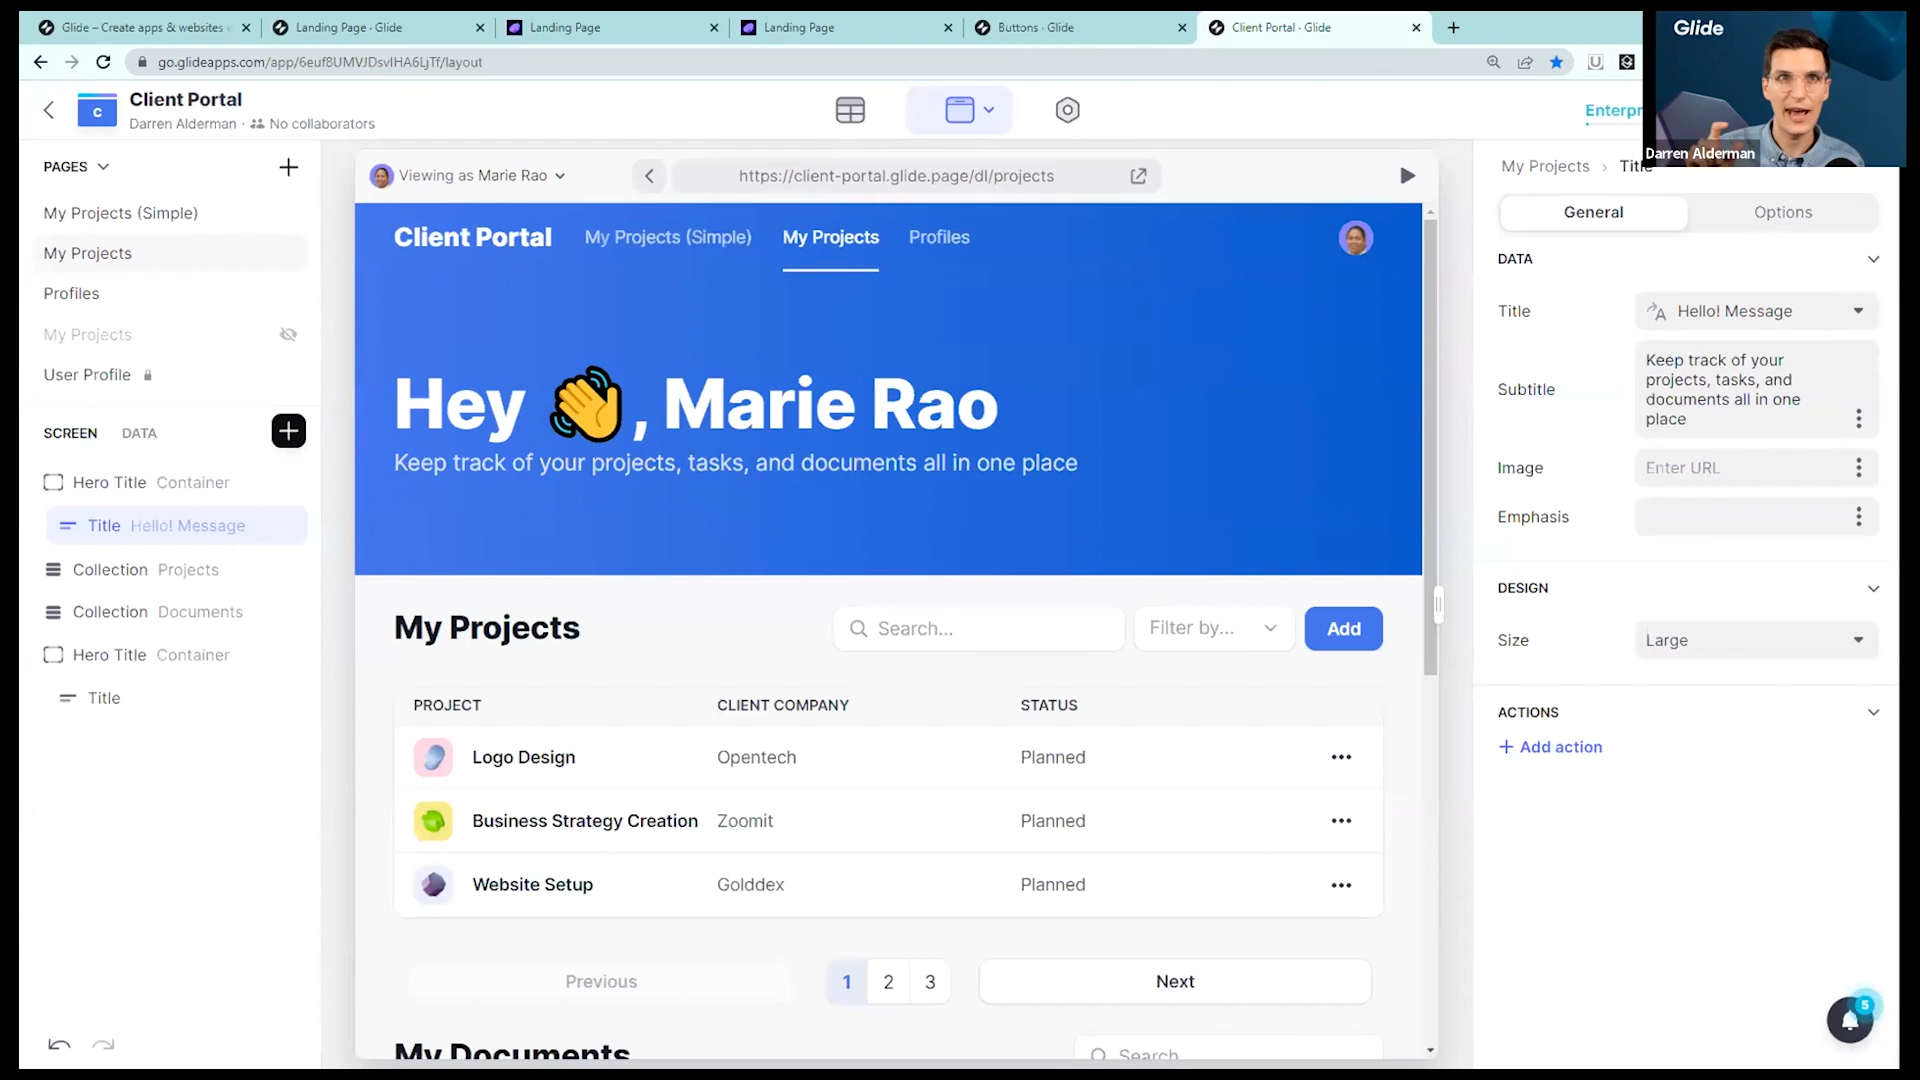 Glide – Create apps & websites
Landing Page · Glide
Landing Page
Landing Page
Buttons · Glide
Client Portal · Glide
go.glideapps.com/app/6euf8UMVJDsvIHA6LjTf/layout
Glide
Darren Alderman
C
Client Portal
Darren Alderman · No collaborators
Enterpr
PAGES
My Projects (Simple)
My Projects
Profiles
My Projects
User Profile
SCREEN DATA
Hero Title Container
Title Hello! Message
Collection Projects
Collection Documents
Hero Title Container
Title
Viewing as Marie Rao
https://client-portal.glide.page/dl/projects
Client Portal My Projects (Simple) My Projects Profiles
Hey 👋, Marie Rao
Keep track of your projects, tasks, and documents all in one place
My Projects
Search...
Filter by...
Add
PROJECT CLIENT COMPANY STATUS
Logo Design Opentech Planned
Business Strategy Creation Zoomit Planned
Website Setup Golddex Planned
Previous 1 2 3 Next
My Documents
Search
My Projects › Title
General Options
DATA
Title Hello! Message
Subtitle
Keep track of your
projects, tasks, and
documents all in one
place
Image Enter URL
Emphasis
DESIGN
Size Large
ACTIONS
+ Add action
5